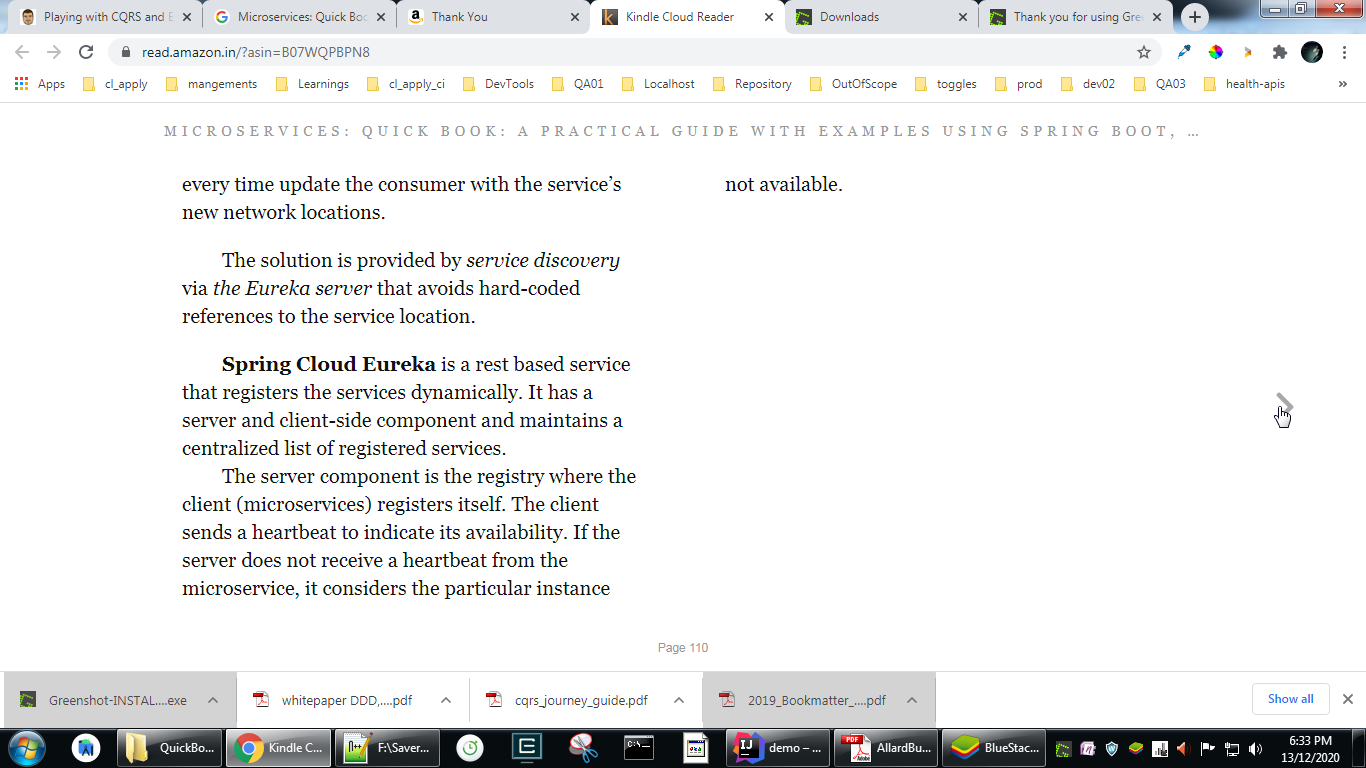 Playing with CQRS and E
Microservices: Quick Boo
Thank You
Kindle Cloud Reader
Downloads
Thank you for using Gre
read.amazon.in/?asin=B07WQPBPN8
Apps
cl_apply
mangements
Learnings
cl_apply_ci
DevTools
QA01
Localhost
Repository
OutOfScope
toggles
prod
dev02
QA03
health-apis
»
MICROSERVICES: QUICK BOOK: A PRACTICAL GUIDE WITH EXAMPLES USING SPRING BOOT, ...
every time update the consumer with the service’s
new network locations.
The solution is provided by service discovery
via the Eureka server that avoids hard-coded
references to the service location.
Spring Cloud Eureka is a rest based service
that registers the services dynamically. It has a
server and client-side component and maintains a
centralized list of registered services.
The server component is the registry where the
client (microservices) registers itself. The client
sends a heartbeat to indicate its availability. If the
server does not receive a heartbeat from the
microservice, it considers the particular instance
not available.
Page 110
Greenshot-INSTAL....exe
whitepaper DDD,....pdf
cqrs_journey_guide.pdf
2019_Bookmatter_....pdf
Show all
QuickBo...
Kindle C...
F:\Saver...
demo – ...
AllardBu...
BlueStac...
6:33 PM
13/12/2020